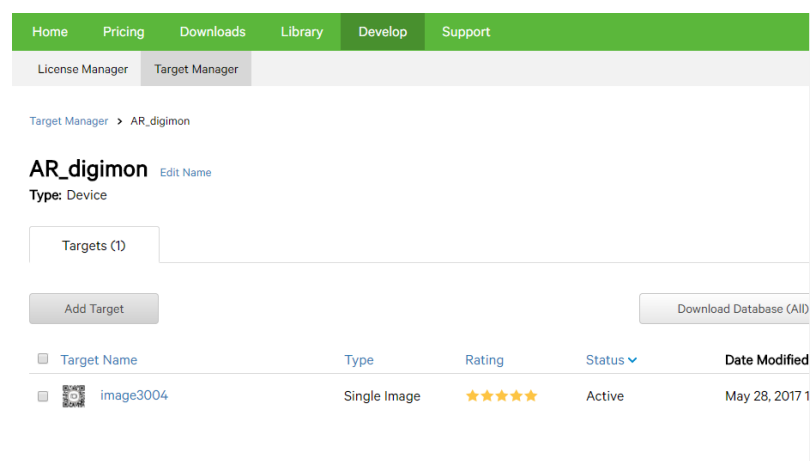 Home Pricing Downloads Library Develop Support
License Manager Target Manager
Target Manager > AR_digimon
AR_digimon Edit Name
Type: Device
Targets (1)
Add Target Download Database (All)
Target Name Type Rating Status Date Modified
image3004 Single Image Active May 28, 2017 1